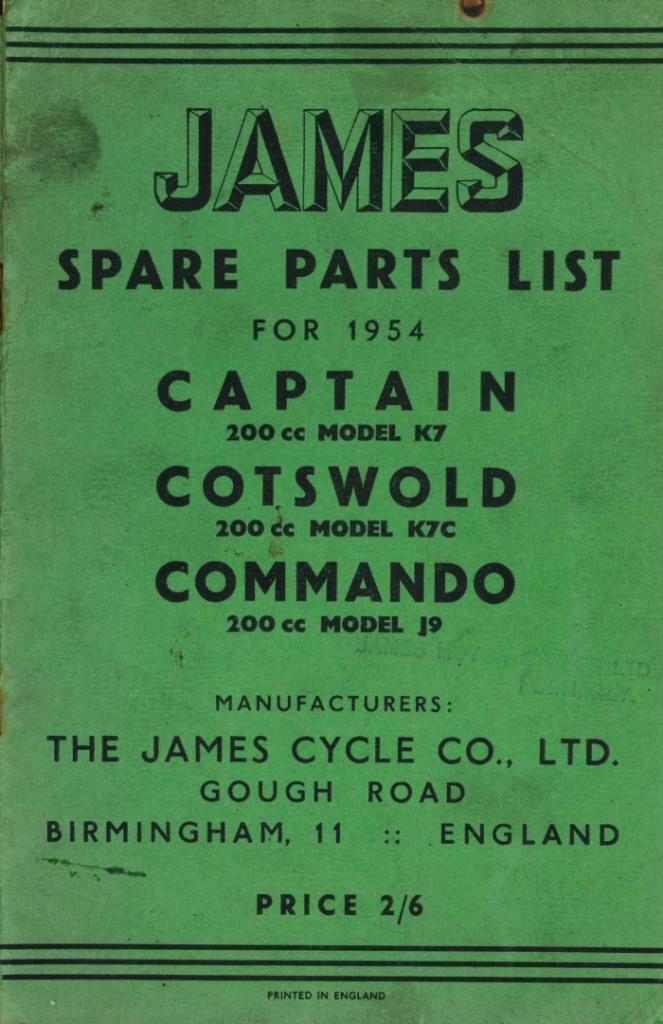 JAMES
SPARE PARTS LIST
FOR 1954
CAPTAIN
200 cc MODEL K7
COTSWOLD
200 cc MODEL K7C
COMMANDO
200 cc MODEL J9
JAMES LTD
MANUFACTURERS:
THE JAMES CYCLE CO., LTD.
GOUGH ROAD
BIRMINGHAM, 11 :: ENGLAND
PRICE 2/6
PRINTED IN ENGLAND